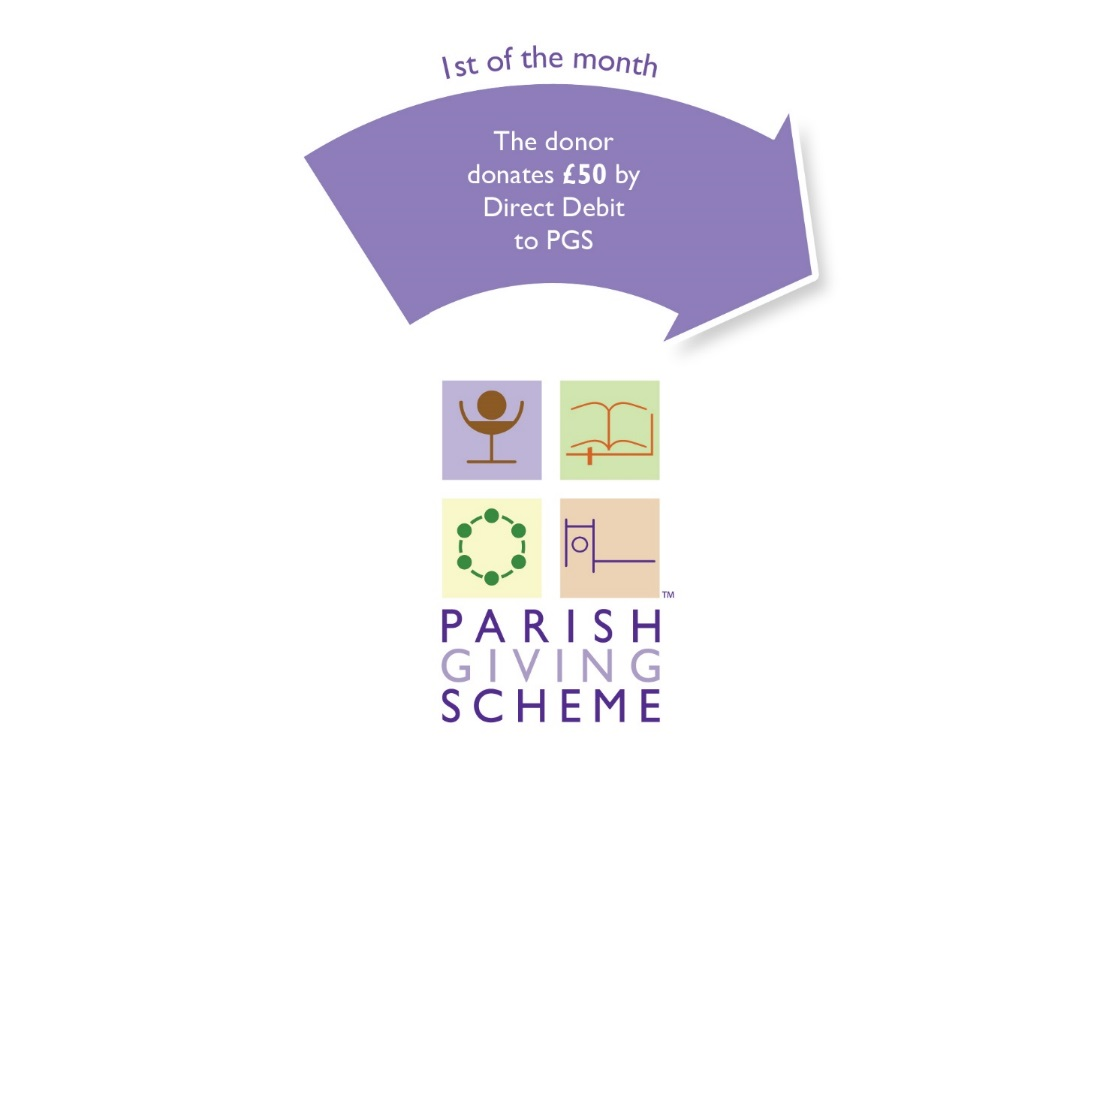 1st of the month
The donor
donates £50 by
Direct Debit
to PGS
TM
PARISH
GIVING
SCHEME